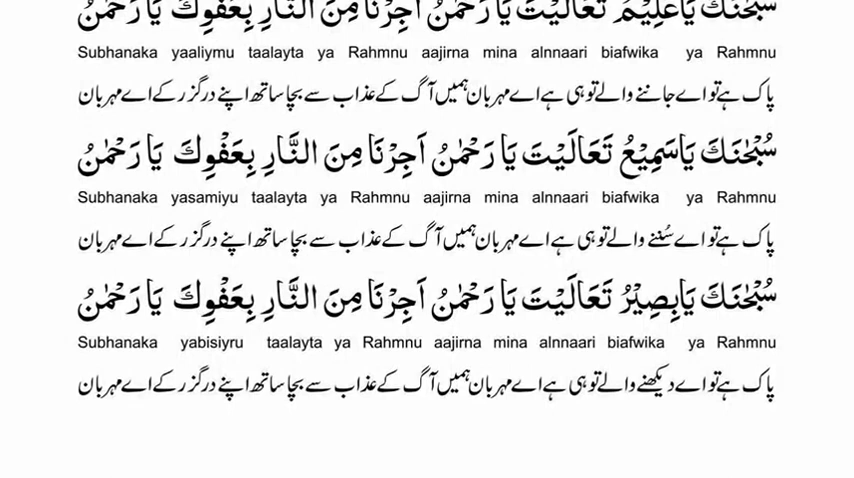 سُبْحٰنَكَ يَاعَلِيْمُ تَعَالَيْتَ يَا رَحْمٰنُ اَجِرْنَا مِنَ النَّارِ بِعَفْوِكَ يَا رَحْمٰنُ
Subhanaka yaaliymu taalayta ya Rahmnu aajirna mina alnnaari biafwika ya Rahmnu
پاک ہے تو اے جاننے والے تو ہی ہے اے مہربان ہمیں آگ کے عذاب سے بچا ساتھ اپنے درگزر کے اے مہربان
سُبْحٰنَكَ يَاسَمِيْعُ تَعَالَيْتَ يَا رَحْمٰنُ اَجِرْنَا مِنَ النَّارِ بِعَفْوِكَ يَا رَحْمٰنُ
Subhanaka yasamiyu taalayta ya Rahmnu aajirna mina alnnaari biafwika ya Rahmnu
پاک ہے تو اے سُننے والے تو ہی ہے اے مہربان ہمیں آگ کے عذاب سے بچا ساتھ اپنے درگزر کے اے مہربان
سُبْحٰنَكَ يَابَصِيْرُ تَعَالَيْتَ يَا رَحْمٰنُ اَجِرْنَا مِنَ النَّارِ بِعَفْوِكَ يَا رَحْمٰنُ
Subhanaka yabisiyru taalayta ya Rahmnu aajirna mina alnnaari biafwika ya Rahmnu
پاک ہے تو اے دیکھنے والے تو ہی ہے اے مہربان ہمیں آگ کے عذاب سے بچا ساتھ اپنے درگزر کے اے مہربان